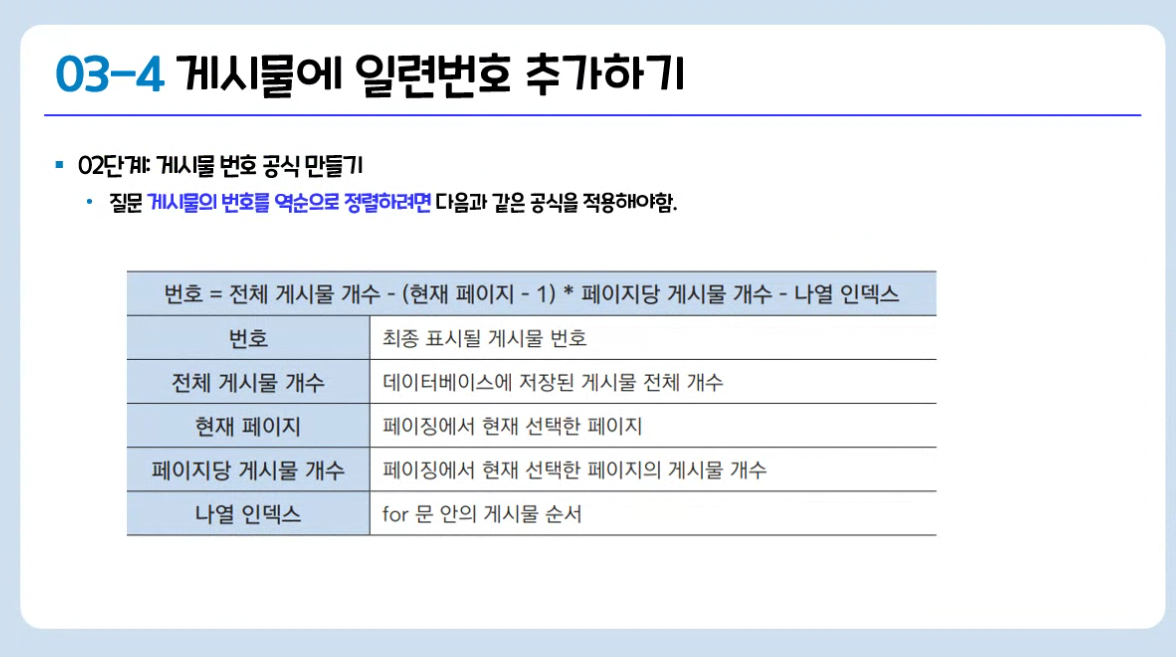 03-4 게시물에 일련번호 추가하기
02단계: 게시물 번호 공식 만들기
질문 게시물의 번호를 역순으로 정렬하려면 다음과 같은 공식을 적용해야함.
번호 = 전체 게시물 개수 - (현재 페이지 - 1) * 페이지당 게시물 개수 - 나열 인덱스
번호 최종 표시될 게시물 번호
전체 게시물 개수 데이터베이스에 저장된 게시물 전체 개수
현재 페이지 페이징에서 현재 선택한 페이지
페이지당 게시물 개수 페이징에서 현재 선택한 페이지의 게시물 개수
나열 인덱스 for 문 안의 게시물 순서